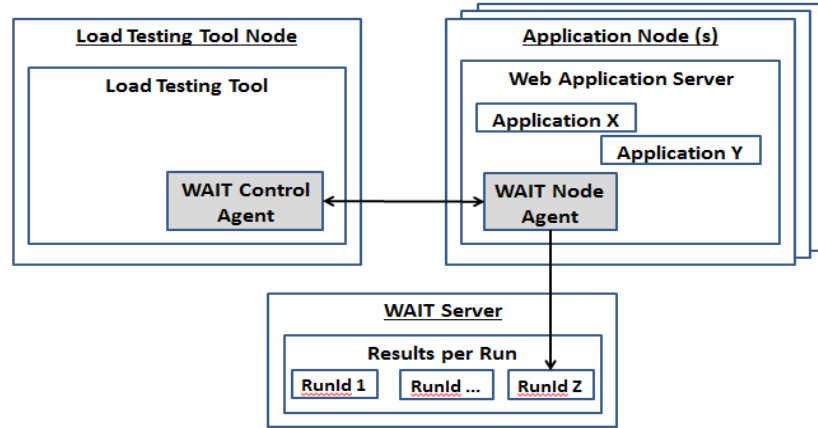 Load Testing Tool Node
Load Testing Tool
WAIT Control
Agent
Application Node (s)
Web Application Server
Application X
Application Y
WAIT Node
Agent
WAIT Server
Results per Run
RunId 1
RunId ...
RunId Z